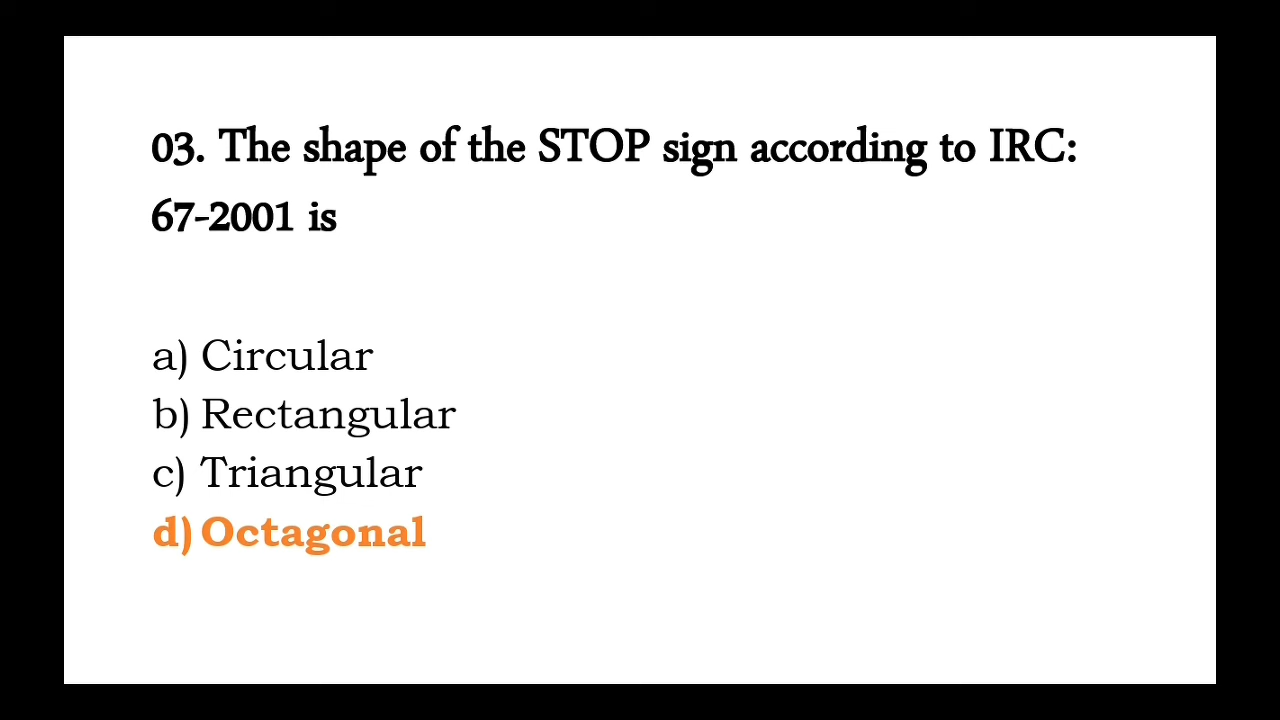 03. The shape of the STOP sign according to IRC:
67-2001 is
a) Circular
b) Rectangular
c) Triangular
d) Octagonal